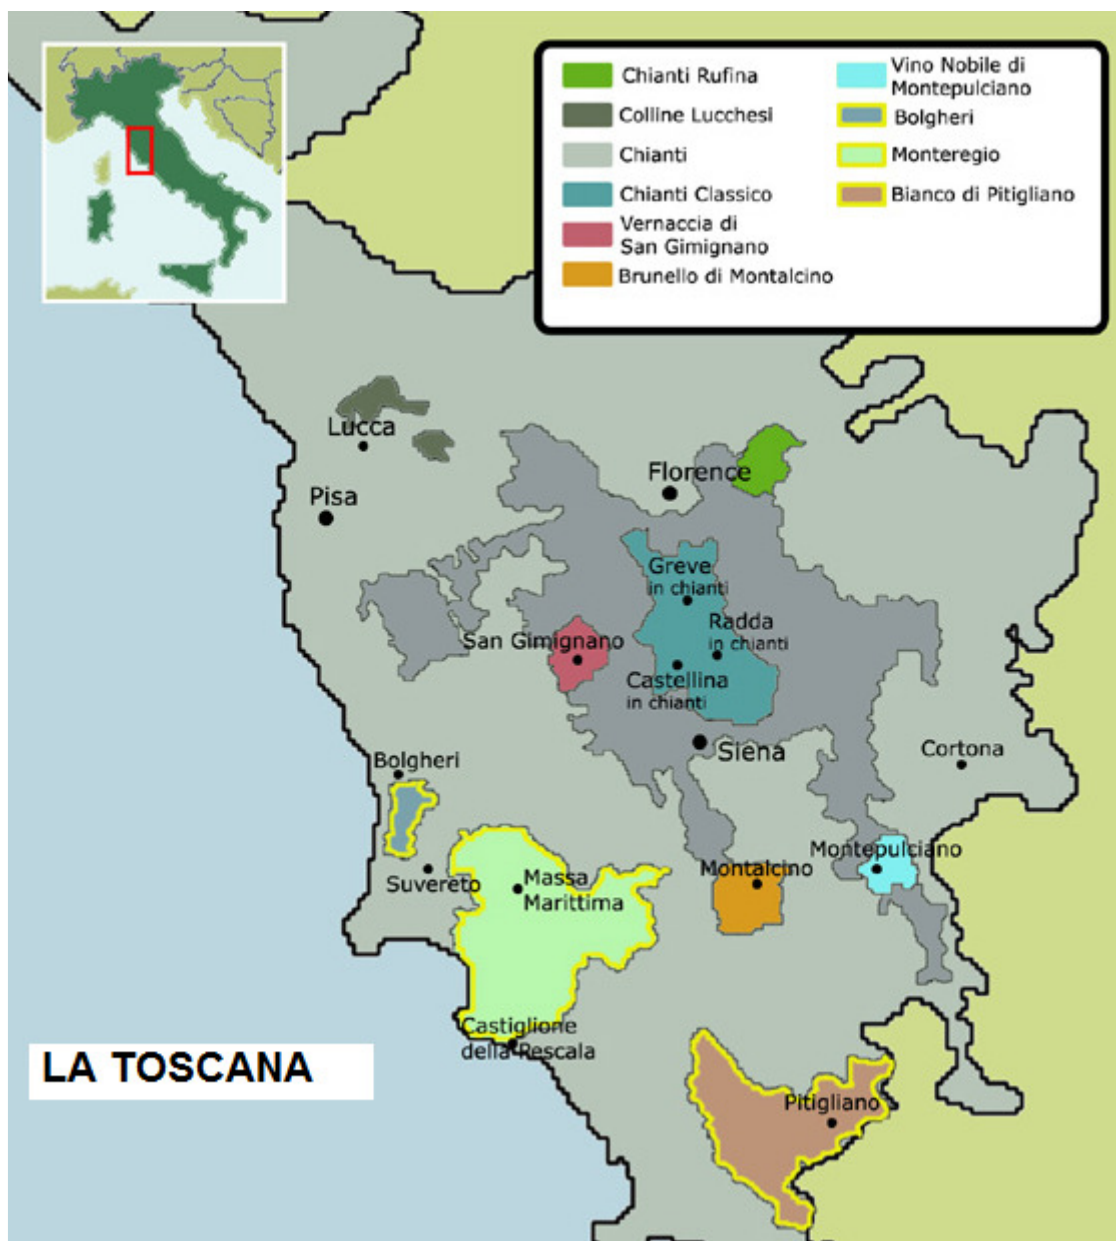 Chianti Rufina
Colline Lucchesi
Chianti
Chianti Classico
Vernaccia di
San Gimignano
Brunello di Montalcino
Vino Nobile di
Montepulciano
Bolgheri
Monteregio
Bianco di Pitigliano
Lucca
Florence
Pisa
Greve
in chianti
Radda
in chianti
San Gimignano
Castellina
in chianti
Siena
Cortona
Bolgheri
Montepulciano
Montalcino
Suvereto
Massa
Marittima
Castiglione
della Rescala
LA TOSCANA
Pitigliano